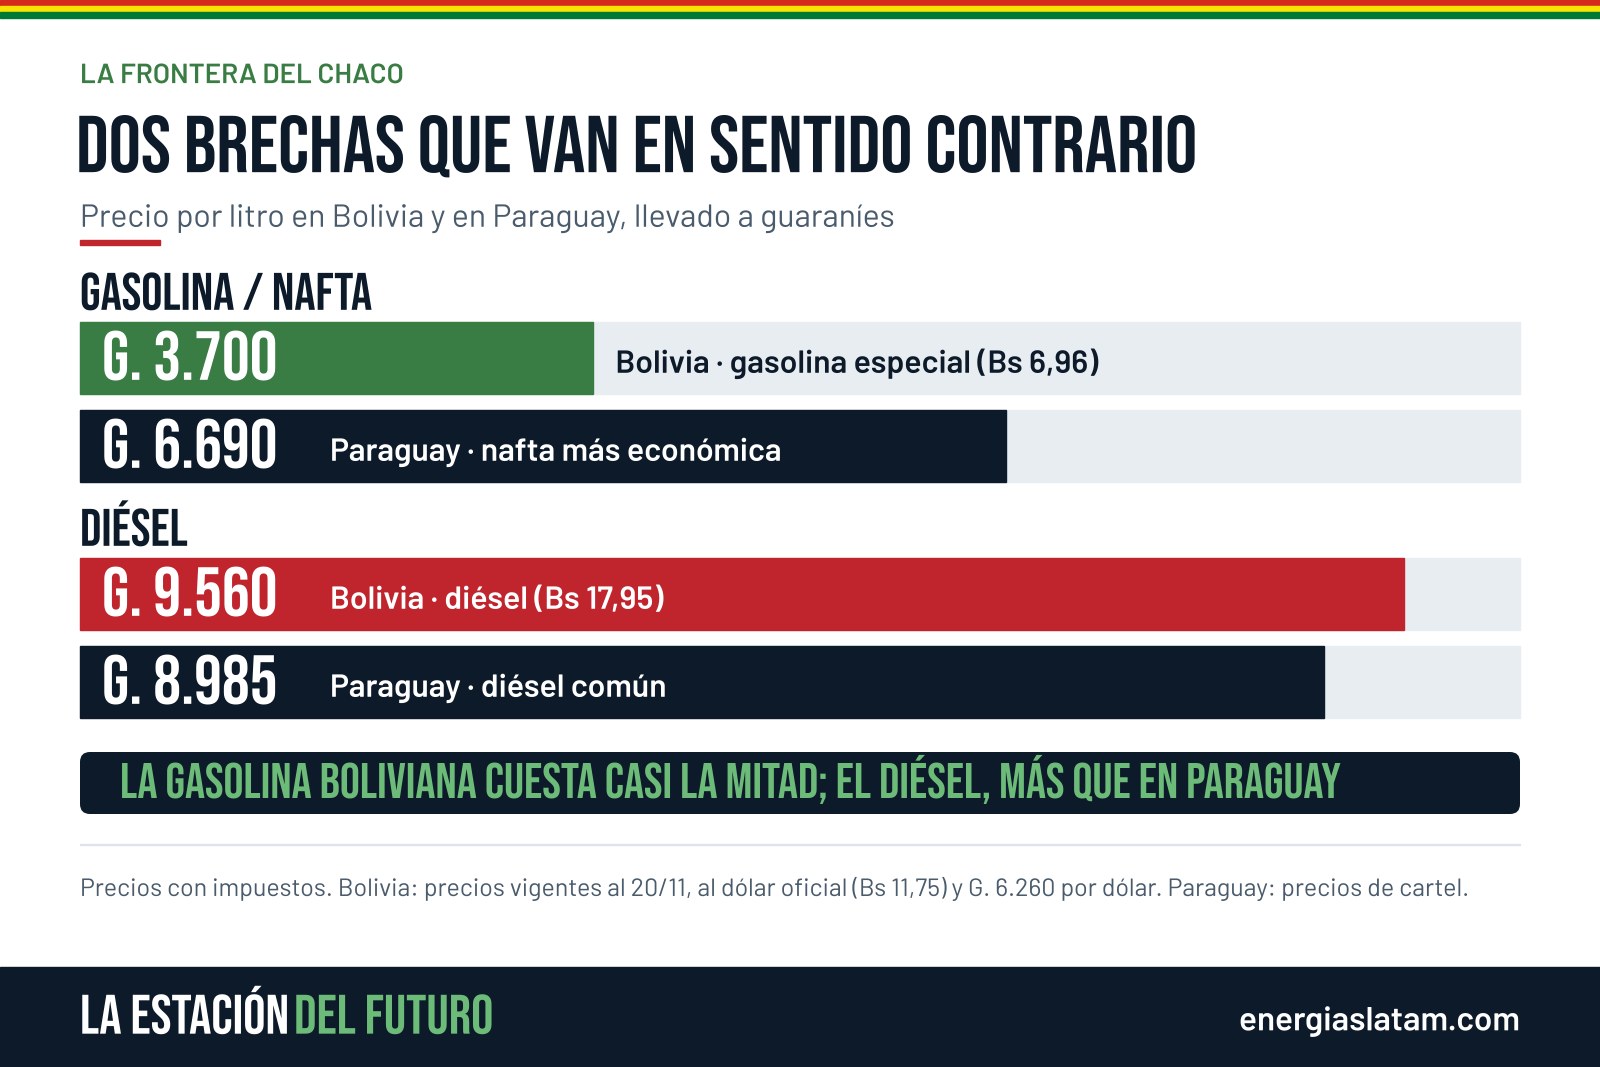 LA FRONTERA DEL CHACO
DOS BRECHAS QUE VAN EN SENTIDO CONTRARIO
Precio por litro en Bolivia y en Paraguay, llevado a guaraníes
GASOLINA / NAFTA
G. 3.700 Bolivia · gasolina especial (Bs 6,96)
G. 6.690 Paraguay · nafta más económica
DIÉSEL
G. 9.560 Bolivia · diésel (Bs 17,95)
G. 8.985 Paraguay · diésel común
LA GASOLINA BOLIVIANA CUESTA CASI LA MITAD; EL DIÉSEL, MÁS QUE EN PARAGUAY
Precios con impuestos. Bolivia: precios vigentes al 20/11, al dólar oficial (Bs 11,75) y G. 6.260 por dólar. Paraguay: precios de cartel.
LA ESTACIÓN DEL FUTURO
energiaslatam.com